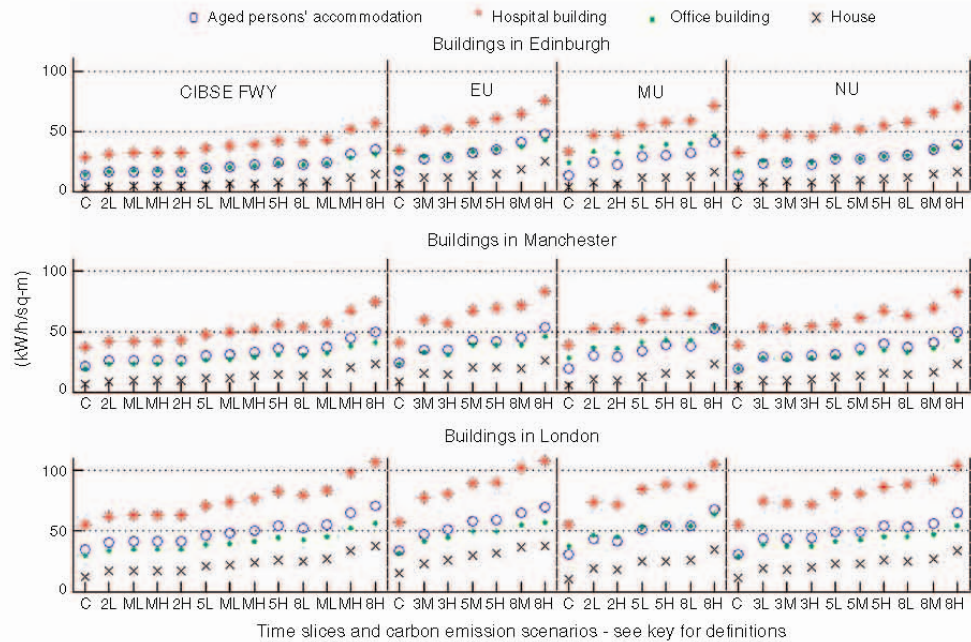 Aged persons' accommodation Hospital building Office building House
Buildings in Edinburgh
100
CIBSE FWY EU MU NU
50
0
C 2L ML MH 2H 5L ML MH 5H 8L ML MH 8H C 3M 3H 5M 5H 8M 8H C 2L 2H 5L 5H 8L 8H C 3L 3M 3H 5L 5M 5H 8L 8M 8H
Buildings in Manchester
(kW/h/sq-m)
100
50
0
C 2L ML MH 2H 5L ML MH 5H 8L ML MH 8H C 3M 3H 5M 5H 8M 8H C 2L 2H 5L 5H 8L 8H C 3L 3M 3H 5L 5M 5H 8L 8M 8H
Buildings in London
100
50
0
C 2L ML MH 2H 5L ML MH 5H 8L ML MH 8H C 3M 3H 5M 5H 8M 8H C 2L 2H 5L 5H 8L 8H C 3L 3M 3H 5L 5M 5H 8L 8M 8H
Time slices and carbon emission scenarios - see key for definitions